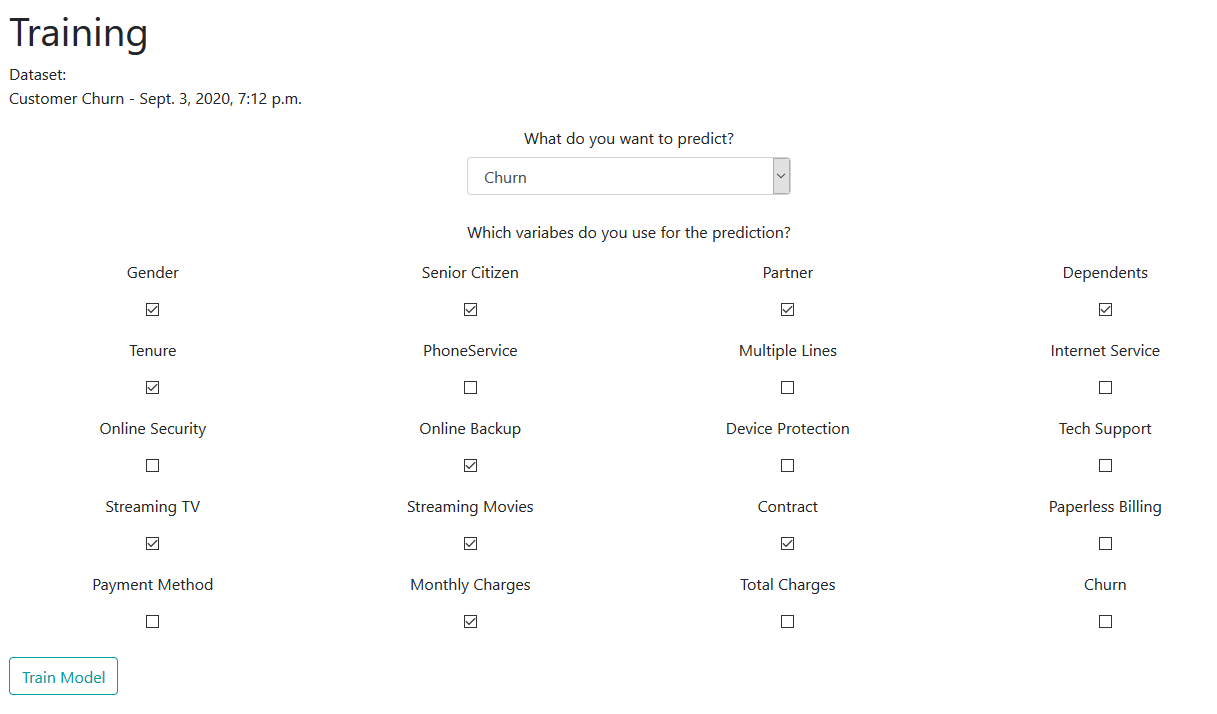 Training
Dataset:
Customer Churn - Sept. 3, 2020, 7:12 p.m.
What do you want to predict?
Churn
Which variabes do you use for the prediction?
Gender Senior Citizen Partner Dependents
Tenure PhoneService Multiple Lines Internet Service
Online Security Online Backup Device Protection Tech Support
Streaming TV Streaming Movies Contract Paperless Billing
Payment Method Monthly Charges Total Charges Churn
Train Model